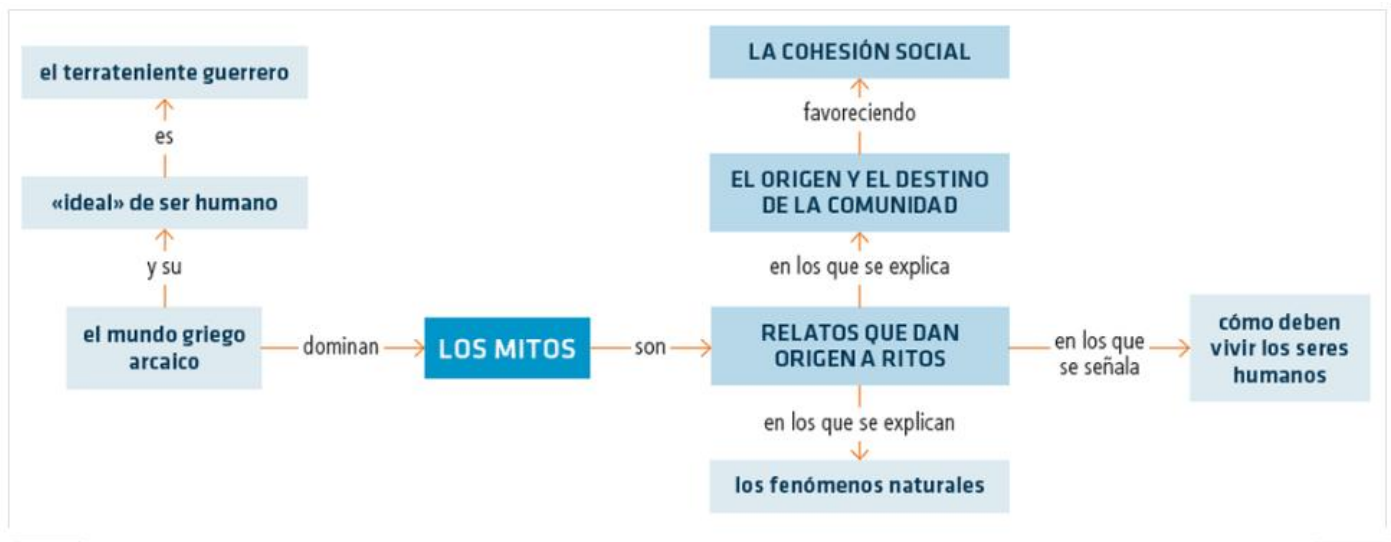 el terrateniente guerrero
es
«ideal» de ser humano
y su
el mundo griego
arcaico
dominan
LOS MITOS
son
LA COHESIÓN SOCIAL
favoreciendo
EL ORIGEN Y EL DESTINO
DE LA COMUNIDAD
en los que se explica
RELATOS QUE DAN
ORIGEN A RITOS
en los que se explican
los fenómenos naturales
en los que
se señala
cómo deben
vivir los seres
humanos